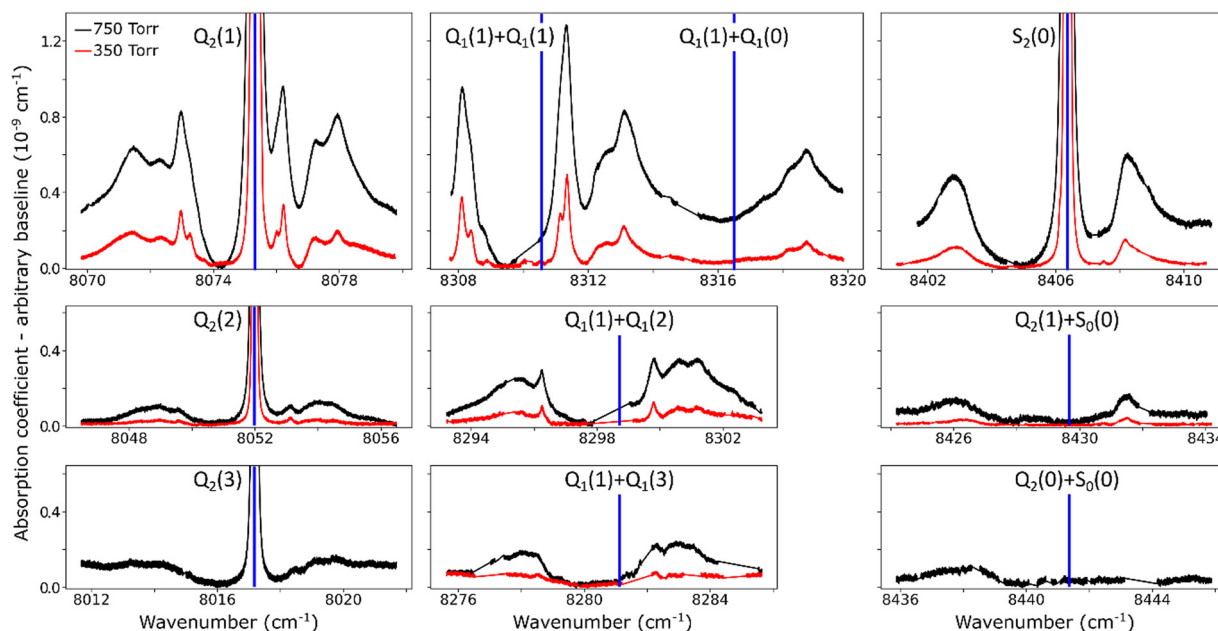 750 Torr
350 Torr
Q₂(1)
Q₁(1)+Q₁(1)
Q₁(1)+Q₁(0)
S₂(0)
1.2
0.8
0.4
0.0
8070
8074
8078
8308
8312
8316
8320
8402
8406
8410
Q₂(2)
Q₁(1)+Q₁(2)
Q₂(1)+S₀(0)
0.4
0.0
8048
8052
8056
8294
8298
8302
8426
8430
8434
Q₂(3)
Q₁(1)+Q₁(3)
Q₂(0)+S₀(0)
0.4
0.0
8012
8016
8020
8276
8280
8284
8436
8440
8444
Wavenumber (cm⁻¹)
Wavenumber (cm⁻¹)
Wavenumber (cm⁻¹)
Absorption coefficient - arbitrary baseline (10⁻⁹ cm⁻¹)